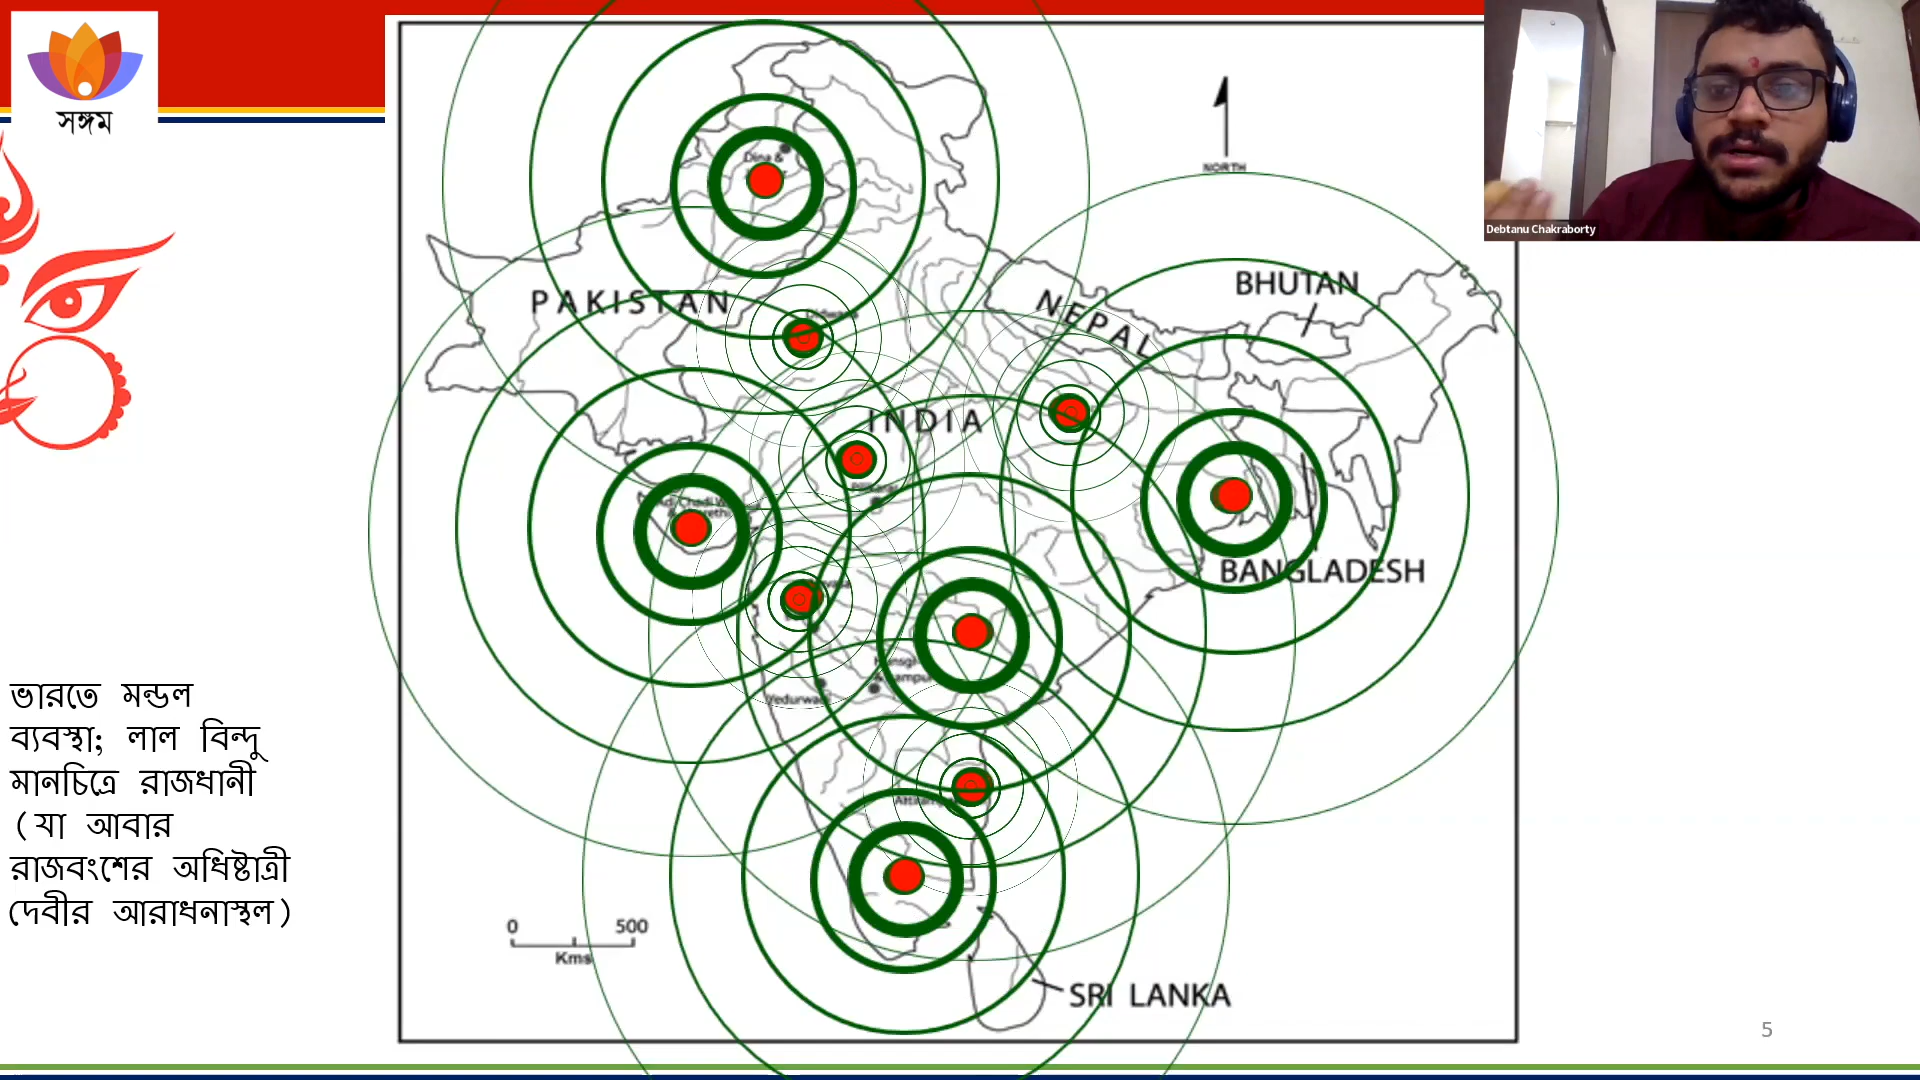 সঙ্গম
NORTH
Debtanu Chakraborty
BHUTAN
PAKISTAN
NEPAL
INDIA
BANGLADESH
ভারতে মন্ডল
ব্যবস্থা; লাল বিন্দু
মানচিত্রে রাজধানী
(যা আবার
রাজবংশের অধিষ্টাত্রী
দেবীর আরাধনাস্থল)
0 500
Kms
SRI LANKA
5